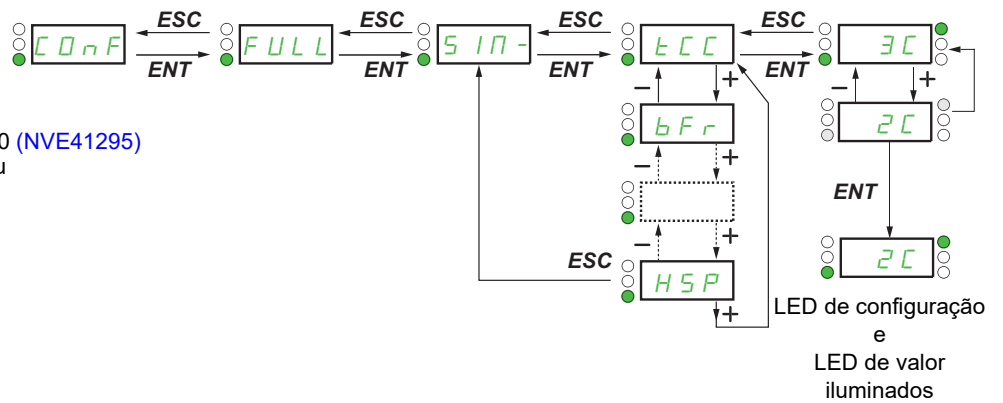 ESC ESC ESC ESC
COnF FULL SIM- tCC 3C
ENT ENT ENT ENT
− + − +
bFr 2C
0 (NVE41295)
u
− +
ENT
− +
ESC
HSP 2C
+
LED de configuração
e
LED de valor
iluminados